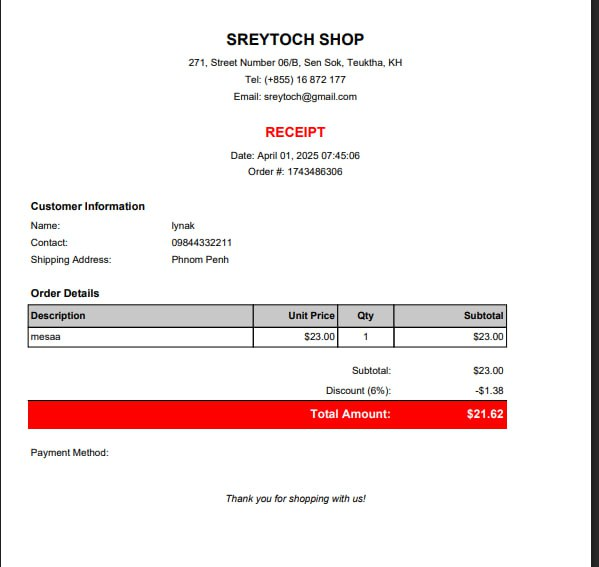 SREYTOCH SHOP
271, Street Number 06/B, Sen Sok, Teuktha, KH
Tel: (+855) 16 872 177
Email: sreytoch@gmail.com
RECEIPT
Date: April 01, 2025 07:45:06
Order #: 1743486306
Customer Information
Name: lynak
Contact: 09844332211
Shipping Address: Phnom Penh
Order Details
Description Unit Price Qty Subtotal
mesaa $23.00 1 $23.00
Subtotal: $23.00
Discount (6%): -$1.38
Total Amount: $21.62
Payment Method:
Thank you for shopping with us!